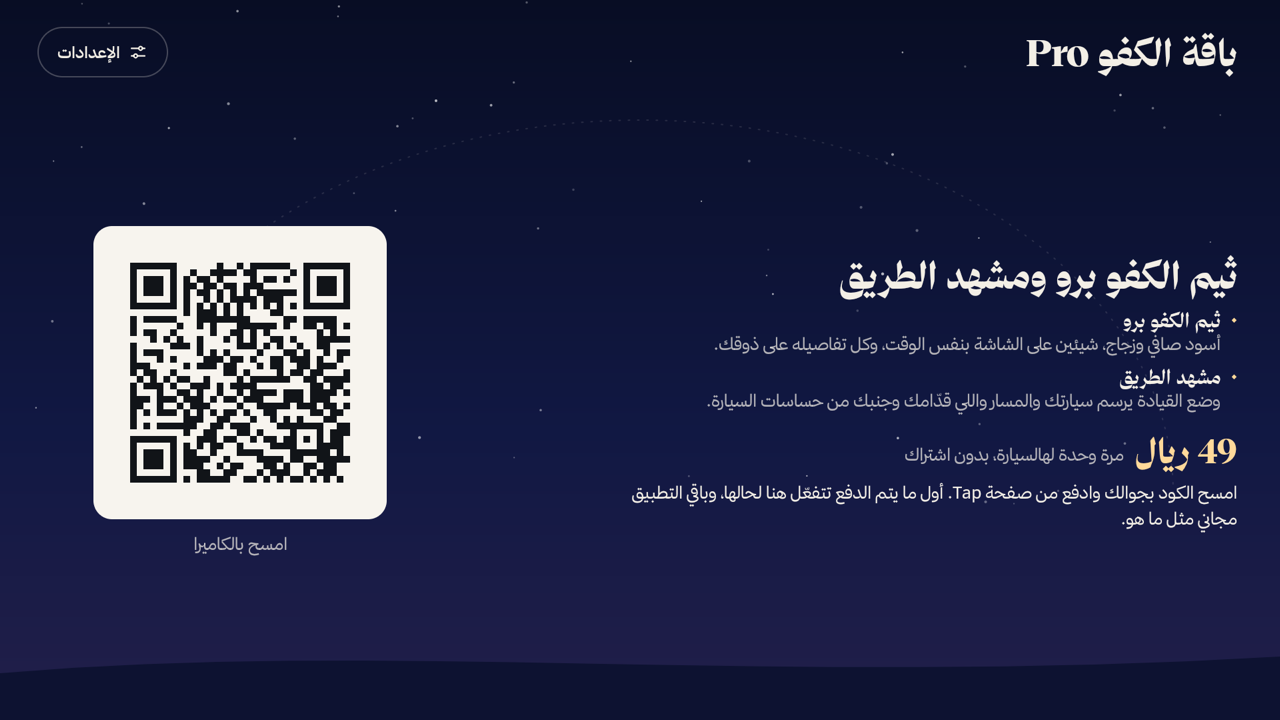 باقة الكفو Pro
الإعدادات
ثيم الكفو برو ومشهد الطريق
· ثيم الكفو برو
أسود صافي وزجاج، شيئين على الشاشة بنفس الوقت، وكل تفاصيله على ذوقك.
· مشهد الطريق
وضع القيادة يرسم سيارتك والمسار واللي قدّامك وجنبك من حساسات السيارة.
49 ريال مرة وحدة لهالسيارة، بدون اشتراك
امسح الكود بجوالك وادفع من صفحة Tap. أول ما يتم الدفع تتفعّل هنا لحالها، وباقي التطبيق
مجاني مثل ما هو.
امسح بالكاميرا